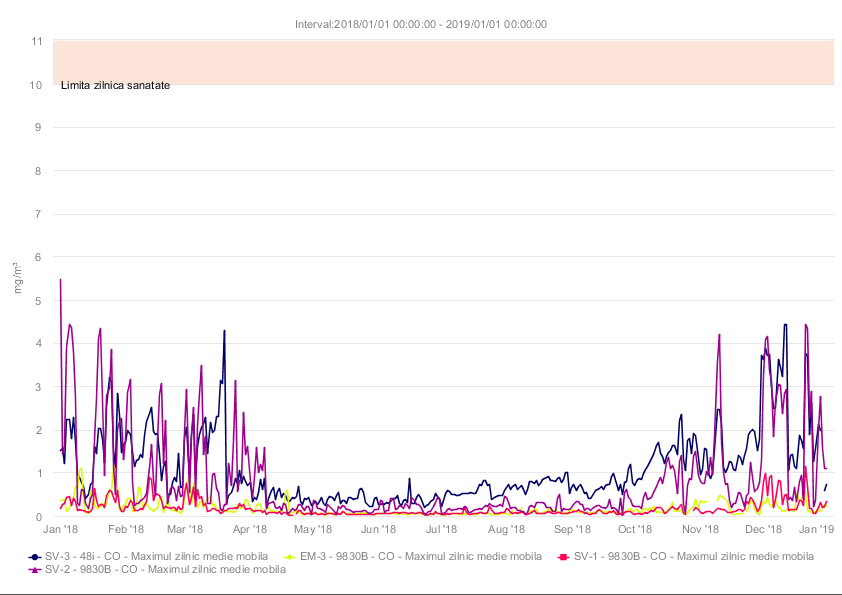 Interval:2018/01/01 00:00:00 - 2019/01/01 00:00:00
11
10
Limita zilnica sanatate
9
8
7
6
mg/m³
5
4
3
2
1
0
Jan '18 Feb '18 Mar '18 Apr '18 May '18 Jun '18 Jul '18 Aug '18 Sep '18 Oct '18 Nov '18 Dec '18 Jan '19
SV-3 - 48i - CO - Maximul zilnic medie mobila EM-3 - 9830B - CO - Maximul zilnic medie mobila SV-1 - 9830B - CO - Maximul zilnic medie mobila
SV-2 - 9830B - CO - Maximul zilnic medie mobila